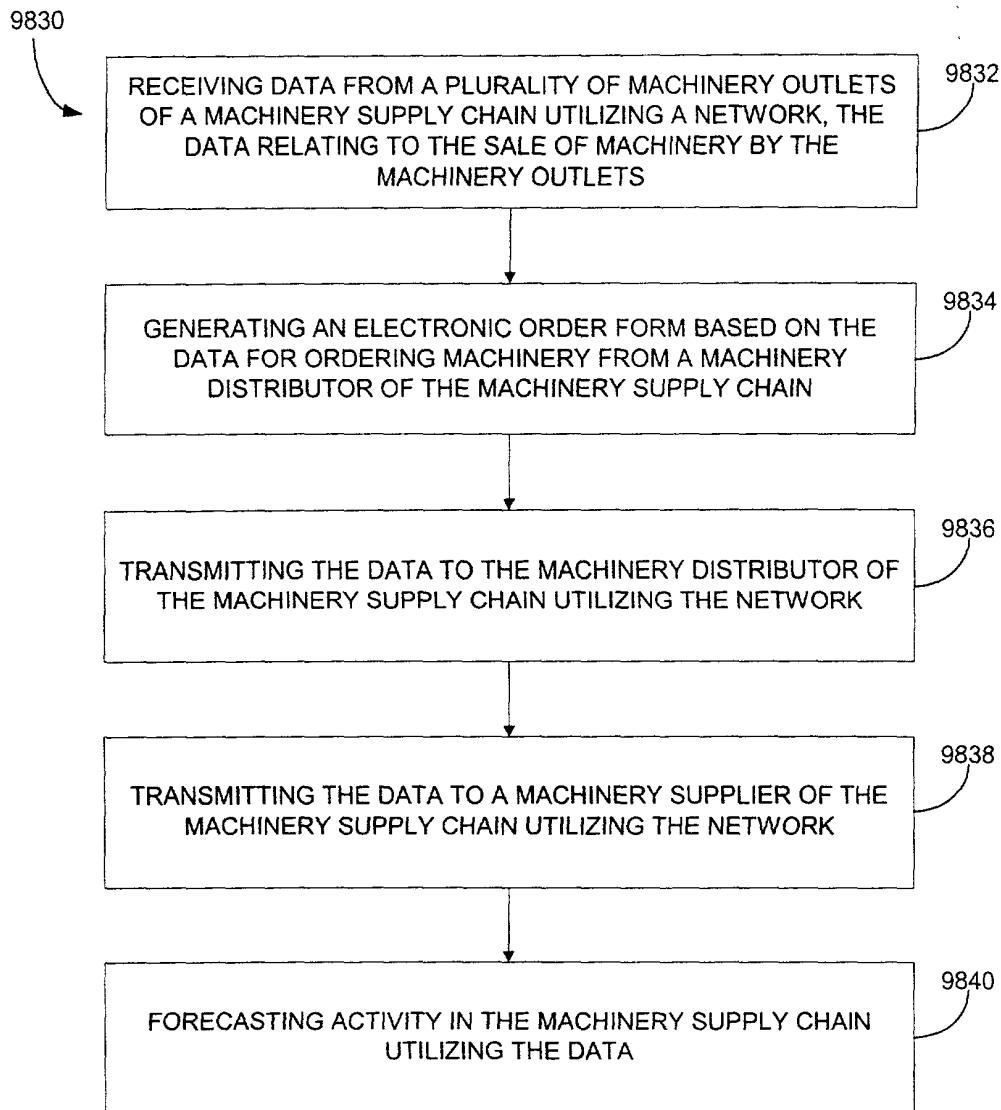 9830
RECEIVING DATA FROM A PLURALITY OF MACHINERY OUTLETS
OF A MACHINERY SUPPLY CHAIN UTILIZING A NETWORK, THE
DATA RELATING TO THE SALE OF MACHINERY BY THE
MACHINERY OUTLETS
9832
GENERATING AN ELECTRONIC ORDER FORM BASED ON THE
DATA FOR ORDERING MACHINERY FROM A MACHINERY
DISTRIBUTOR OF THE MACHINERY SUPPLY CHAIN
9834
TRANSMITTING THE DATA TO THE MACHINERY DISTRIBUTOR OF
THE MACHINERY SUPPLY CHAIN UTILIZING THE NETWORK
9836
TRANSMITTING THE DATA TO A MACHINERY SUPPLIER OF THE
MACHINERY SUPPLY CHAIN UTILIZING THE NETWORK
9838
FORECASTING ACTIVITY IN THE MACHINERY SUPPLY CHAIN
UTILIZING THE DATA
9840